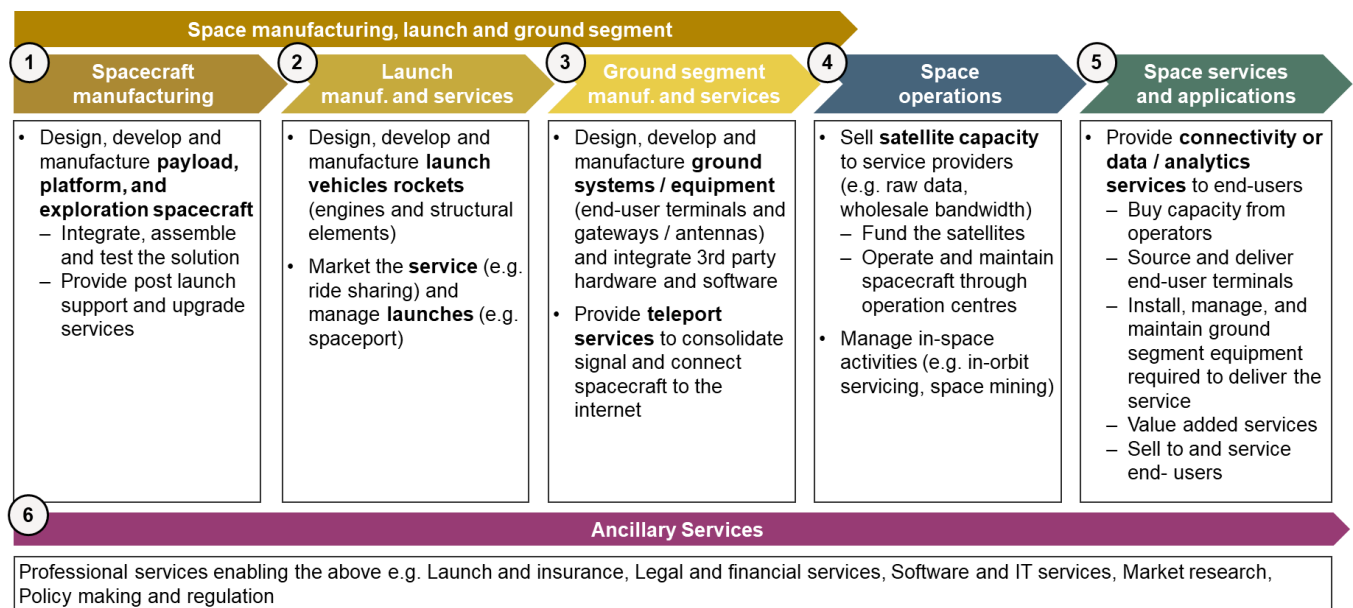 Space manufacturing, launch and ground segment
1
Spacecraft
manufacturing
2
Launch
manuf. and services
3
Ground segment
manuf. and services
4
Space
operations
5
Space services
and applications
• Design, develop and
manufacture payload,
platform, and
exploration spacecraft
– Integrate, assemble
and test the solution
– Provide post launch
support and upgrade
services
• Design, develop and
manufacture launch
vehicles rockets
(engines and structural
elements)
• Market the service (e.g.
ride sharing) and
manage launches (e.g.
spaceport)
• Design, develop and
manufacture ground
systems / equipment
(end-user terminals and
gateways / antennas)
and integrate 3rd party
hardware and software
• Provide teleport
services to consolidate
signal and connect
spacecraft to the
internet
• Sell satellite capacity
to service providers
(e.g. raw data,
wholesale bandwidth)
– Fund the satellites
– Operate and maintain
spacecraft through
operation centres
• Manage in-space
activities (e.g. in-orbit
servicing, space mining)
• Provide connectivity or
data / analytics
services to end-users
– Buy capacity from
operators
– Source and deliver
end-user terminals
– Install, manage, and
maintain ground
segment equipment
required to deliver the
service
– Value added services
– Sell to and service
end- users
6
Ancillary Services
Professional services enabling the above e.g. Launch and insurance, Legal and financial services, Software and IT services, Market research,
Policy making and regulation